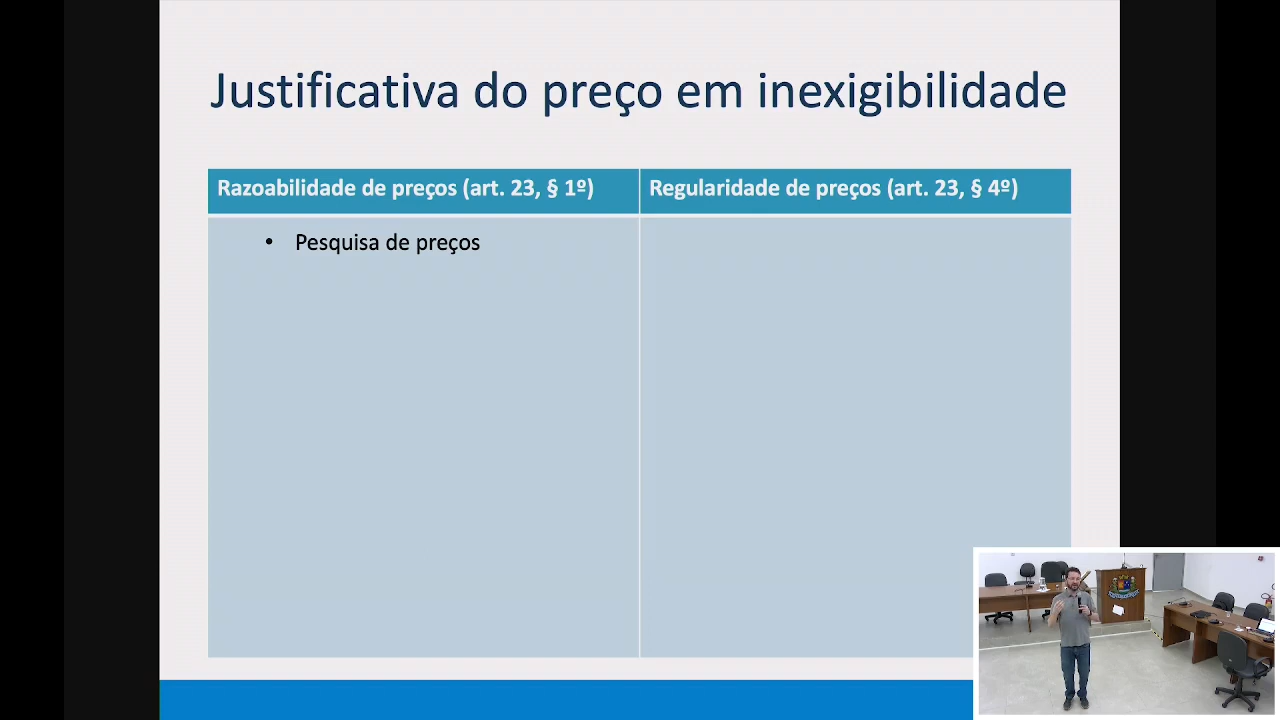 Justificativa do preço em inexigibilidade
Razoabilidade de preços (art. 23, § 1º)
Regularidade de preços (art. 23, § 4º)
• Pesquisa de preços